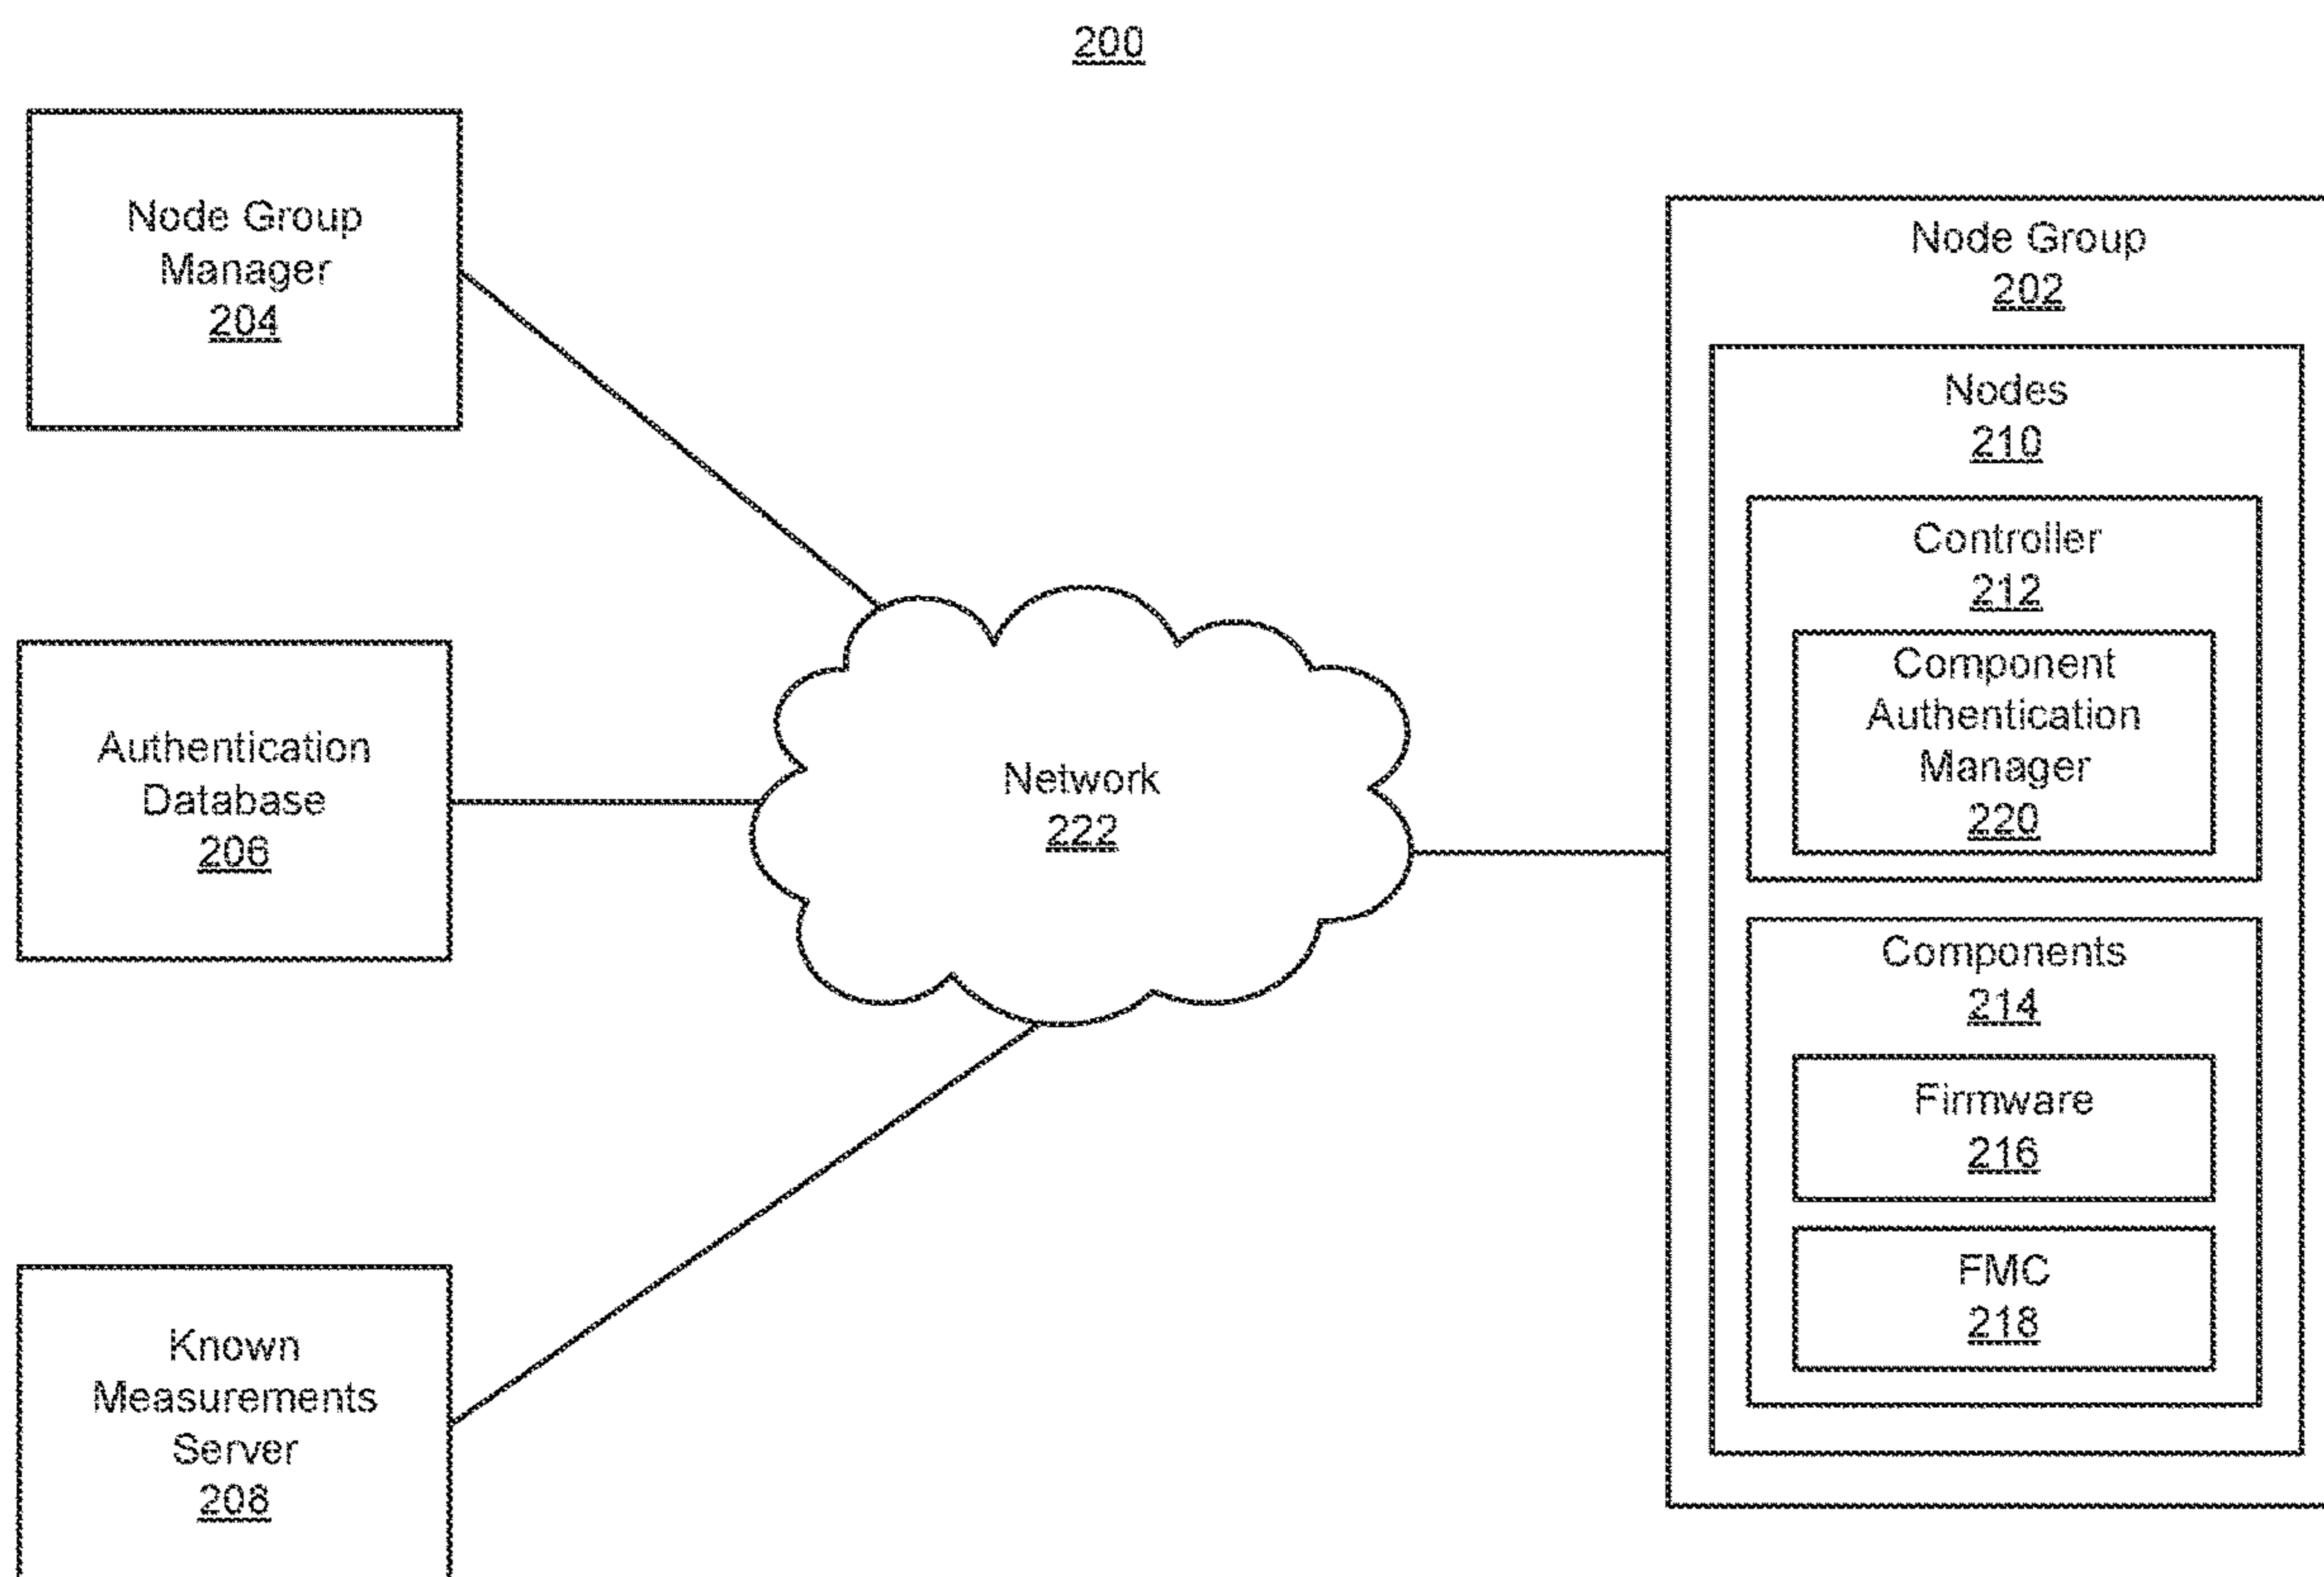 200
Node Group
Manager
204
Authentication
Database
206
Known
Measurements
Server
208
Network
222
Node Group
202
Nodes
210
Controller
212
Component
Authentication
Manager
220
Components
214
Firmware
216
FMC
218